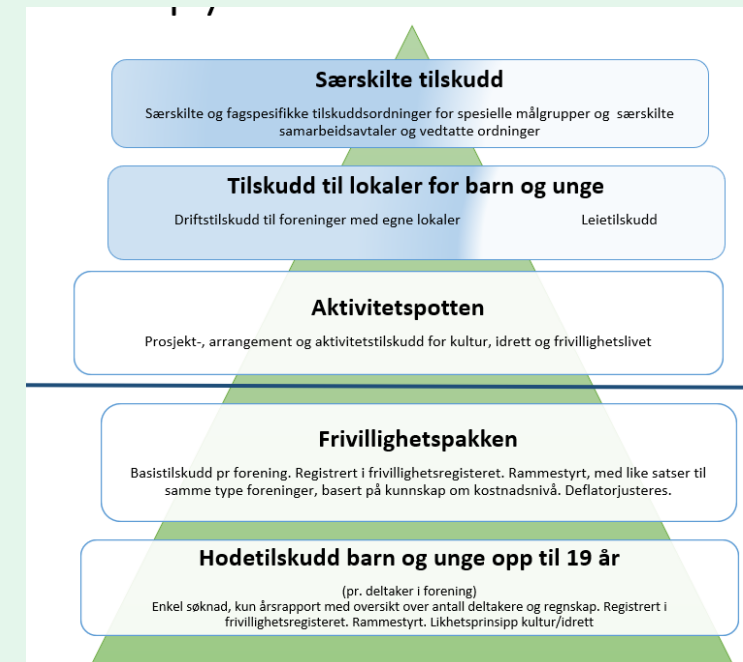 Særskilte tilskudd
Særskilte og fagspesifikke tilskuddsordninger for spesielle målgrupper og særskilte
samarbeidsavtaler og vedtatte ordninger
Tilskudd til lokaler for barn og unge
Driftstilskudd til foreninger med egne lokaler Leietilskudd
Aktivitetspotten
Prosjekt-, arrangement og aktivitetstilskudd for kultur, idrett og frivillighetslivet
Frivillighetspakken
Basistilskudd pr forening. Registrert i frivillighetsregisteret. Rammestyrt, med like satser til
samme type foreninger, basert på kunnskap om kostnadsnivå. Deflatorjusteres.
Hodetilskudd barn og unge opp til 19 år
(pr. deltaker i forening)
Enkel søknad, kun årsrapport med oversikt over antall deltakere og regnskap. Registrert i
frivillighetsregisteret. Rammestyrt. Likhetsprinsipp kultur/idrett